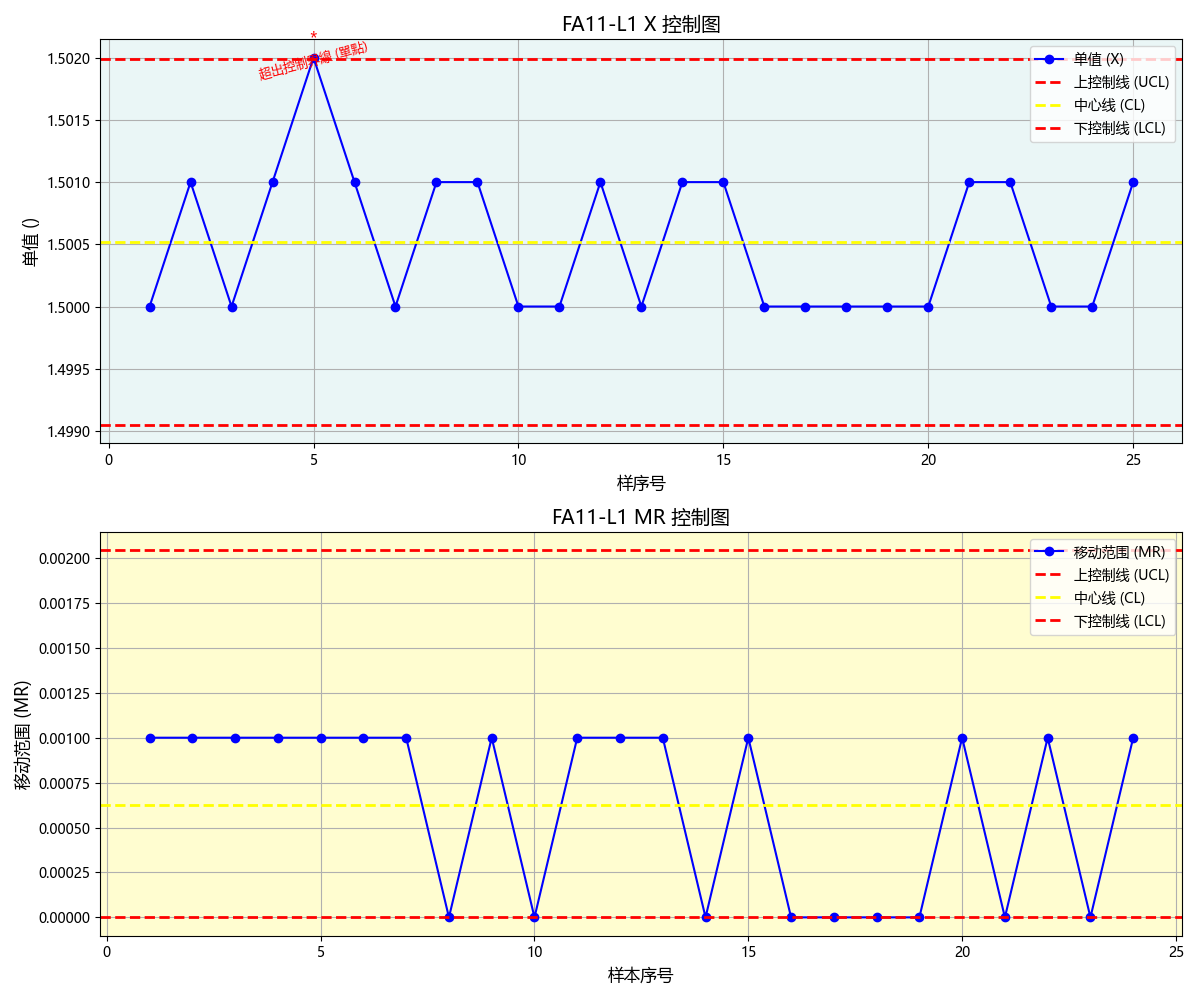 FA11-L1 X 控制图
*
超出控制界線 (單點)
单值 (X)
上控制线 (UCL)
中心线 (CL)
下控制线 (LCL)
单值 ()
1.5020
1.5015
1.5010
1.5005
1.5000
1.4995
1.4990
0 5 10 15 20 25
样序号
FA11-L1 MR 控制图
移动范围 (MR)
上控制线 (UCL)
中心线 (CL)
下控制线 (LCL)
移动范围 (MR)
0.00200
0.00175
0.00150
0.00125
0.00100
0.00075
0.00050
0.00025
0.00000
0 5 10 15 20 25
样本序号